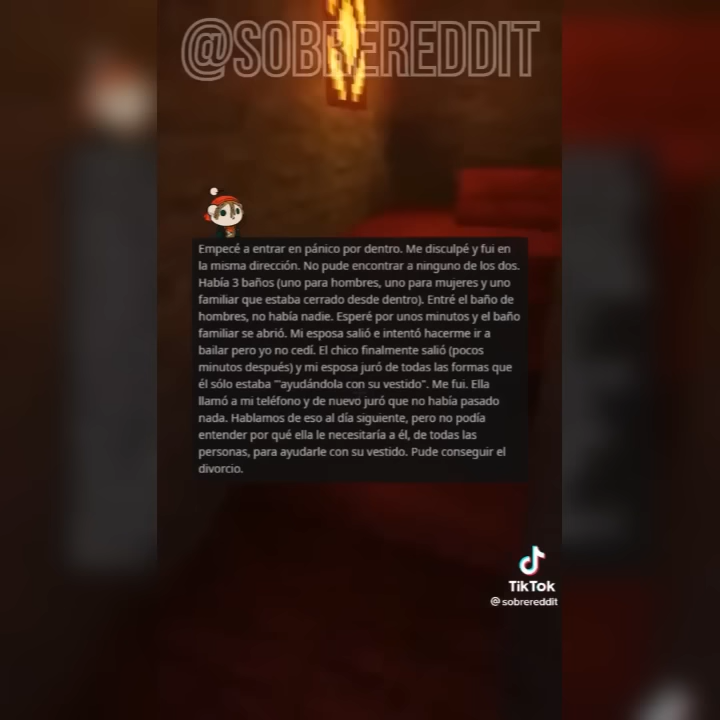 @SOBREREDDIT
Empecé a entrar en pánico por dentro. Me disculpé y fui en
la misma dirección. No pude encontrar a ninguno de los dos.
Había 3 baños (uno para hombres, uno para mujeres y uno
familiar que estaba cerrado desde dentro). Entré el baño de
hombres, no había nadie. Esperé por unos minutos y el baño
familiar se abrió. Mi esposa salió e intentó hacerme ir a
bailar pero yo no cedí. El chico finalmente salió (pocos
minutos después) y mi esposa juró de todas las formas que
él sólo estaba ""ayudándola con su vestido". Me fui. Ella
llamó a mi teléfono y de nuevo juró que no había pasado
nada. Hablamos de eso al día siguiente, pero no podía
entender por qué ella le necesitaría a él, de todas las
personas, para ayudarle con su vestido. Pude conseguir el
divorcio.
TikTok
@sobrereddit